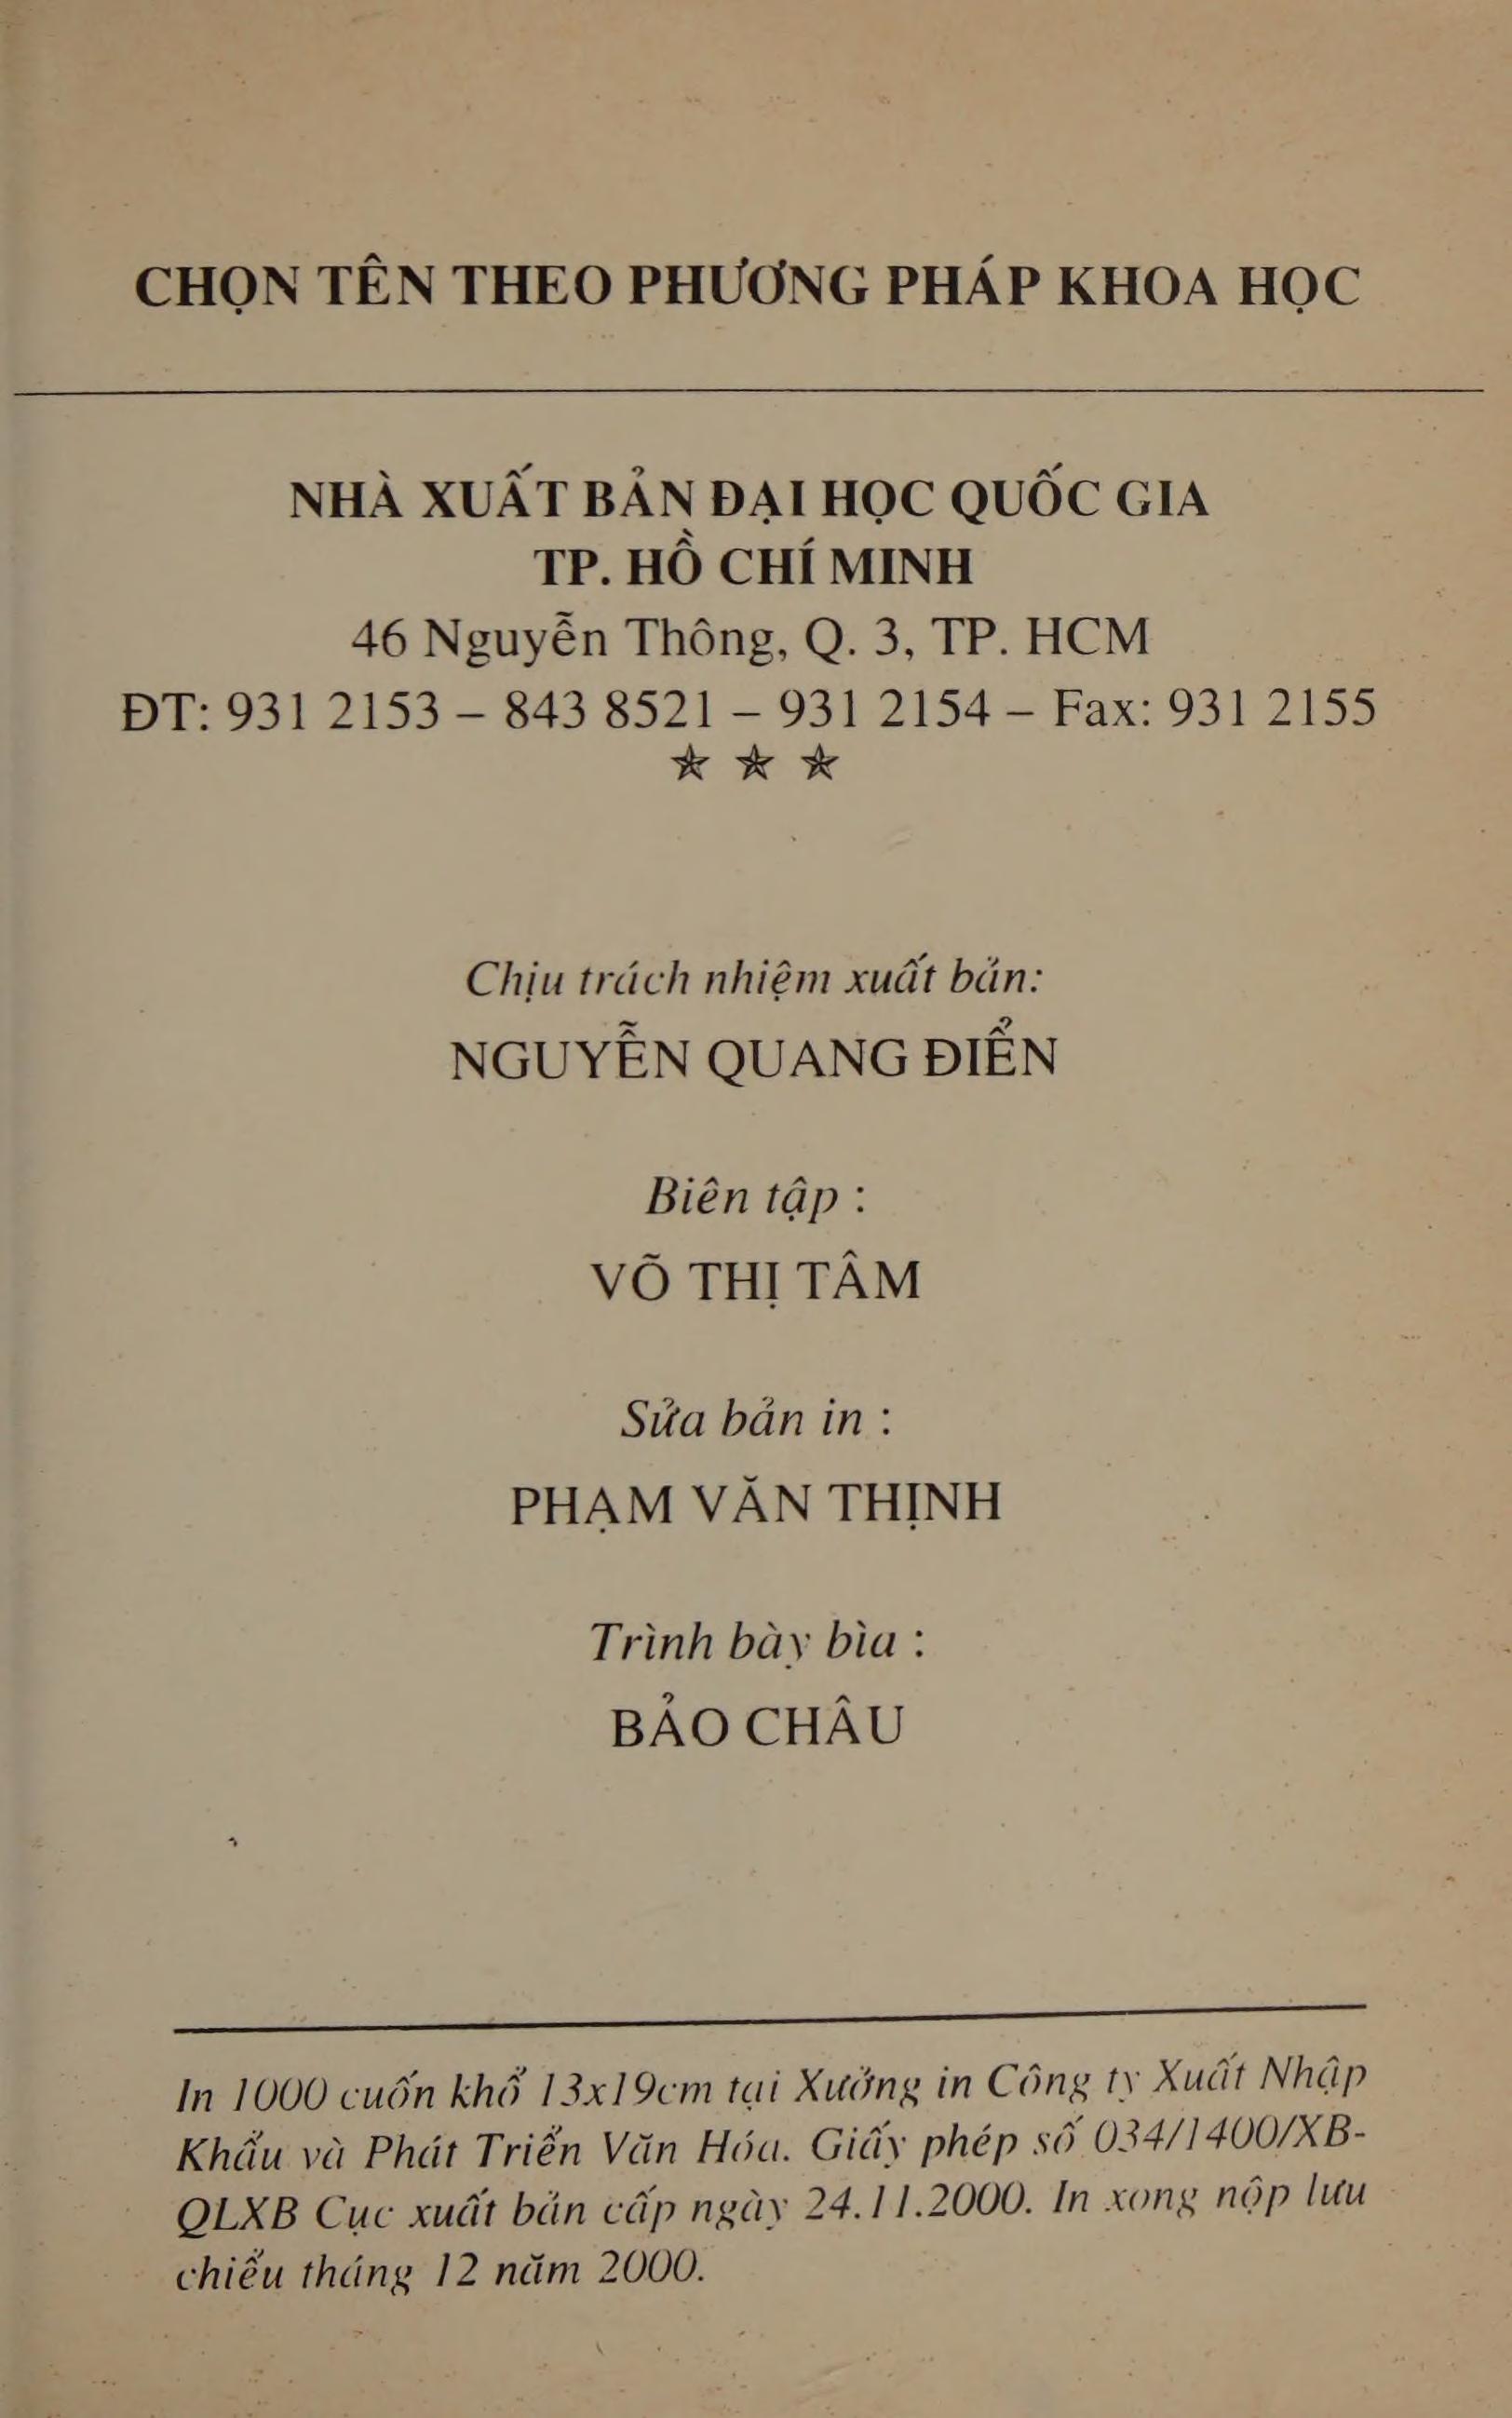 CHỌN TÊN THEO PHƯƠNG PHÁP KHOA HỌC
NHÀ XUẤT BẢN ĐẠI HỌC QUỐC GIA
TP. HỒ CHÍ MINH
46 Nguyễn Thông, Q. 3, TP. HCM
ĐT: 931 2153 – 843 8521 – 931 2154 – Fax: 931 2155
Chịu trách nhiệm xuất bản:
NGUYỄN QUANG ĐIỂN
Biên tập :
VÕ THỊ TÂM
Sửa bản in :
PHẠM VĂN THỊNH
Trình bày bìa :
BẢO CHÂU
In 1000 cuốn khổ 13x19cm tại Xưởng in Công ty Xuất Nhập
Khẩu và Phát Triển Văn Hóa. Giấy phép số 034/1400/XB-
QLXB Cục xuất bản cấp ngày 24.11.2000. In xong nộp lưu
chiểu tháng 12 năm 2000.